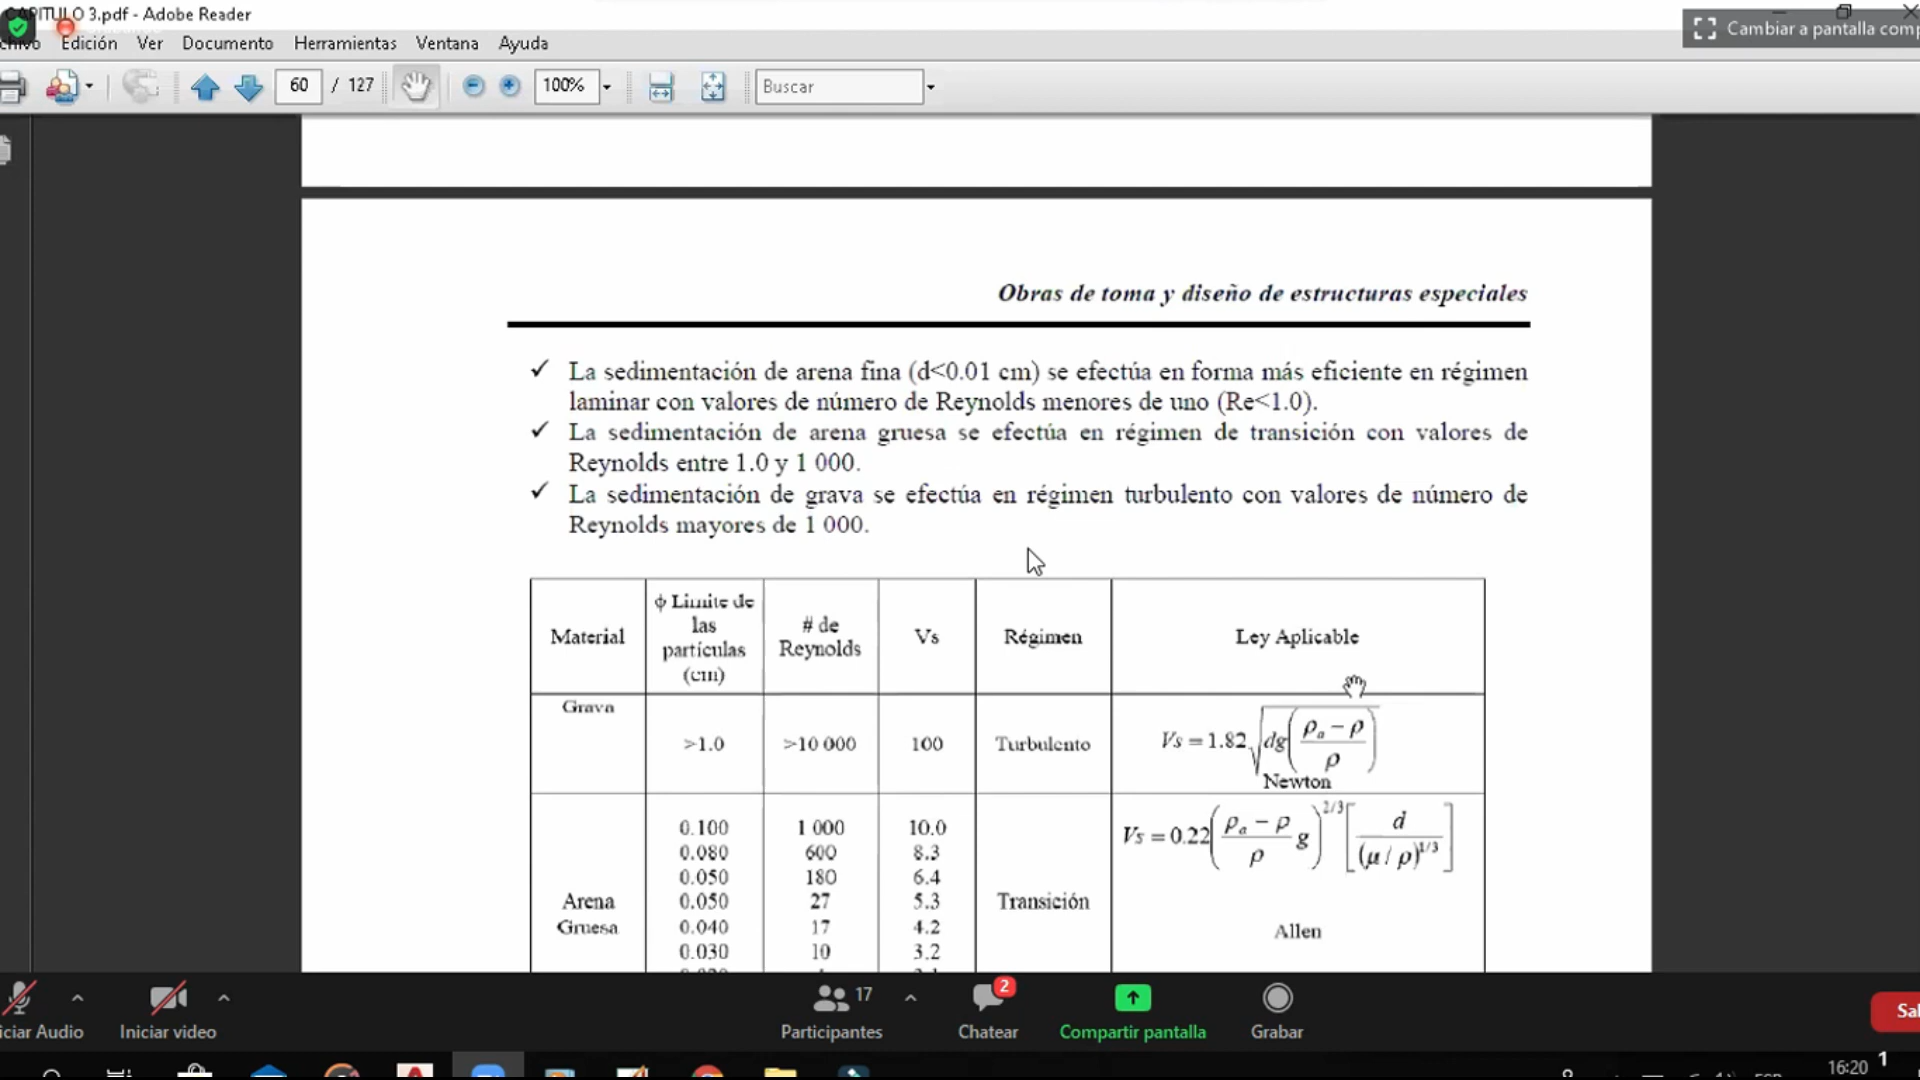 CAPITULO 3.pdf - Adobe Reader
Edición Ver Documento Herramientas Ventana Ayuda
Cambiar a pantalla comp
60 / 127 100% Buscar
Obras de toma y diseño de estructuras especiales
✓ La sedimentación de arena fina (d<0.01 cm) se efectúa en forma más eficiente en régimen
laminar con valores de número de Reynolds menores de uno (Re<1.0).
✓ La sedimentación de arena gruesa se efectúa en régimen de transición con valores de
Reynolds entre 1.0 y 1 000.
✓ La sedimentación de grava se efectúa en régimen turbulento con valores de número de
Reynolds mayores de 1 000.
Material
ϕ Limite de
las
partículas
(cm)
# de
Reynolds
Vs
Régimen
Ley Aplicable
Grava
>1.0 >10 000 100 Turbulento
Vs = 1.82 √(dg((ρa − ρ)/ρ))
Newton
Arena
Gruesa
0.100 1 000 10.0
0.080 600 8.3
0.050 180 6.4
0.050 27 5.3
0.040 17 4.2
0.030 10 3.2
Transición
Vs = 0.22((ρa − ρ)/ρ g)^2/3 [d/(μ/ρ)^1/3]
Allen
iciar Audio
Iniciar video
17
Participantes
2
Chatear
Compartir pantalla
Grabar
Sal
16:20
1